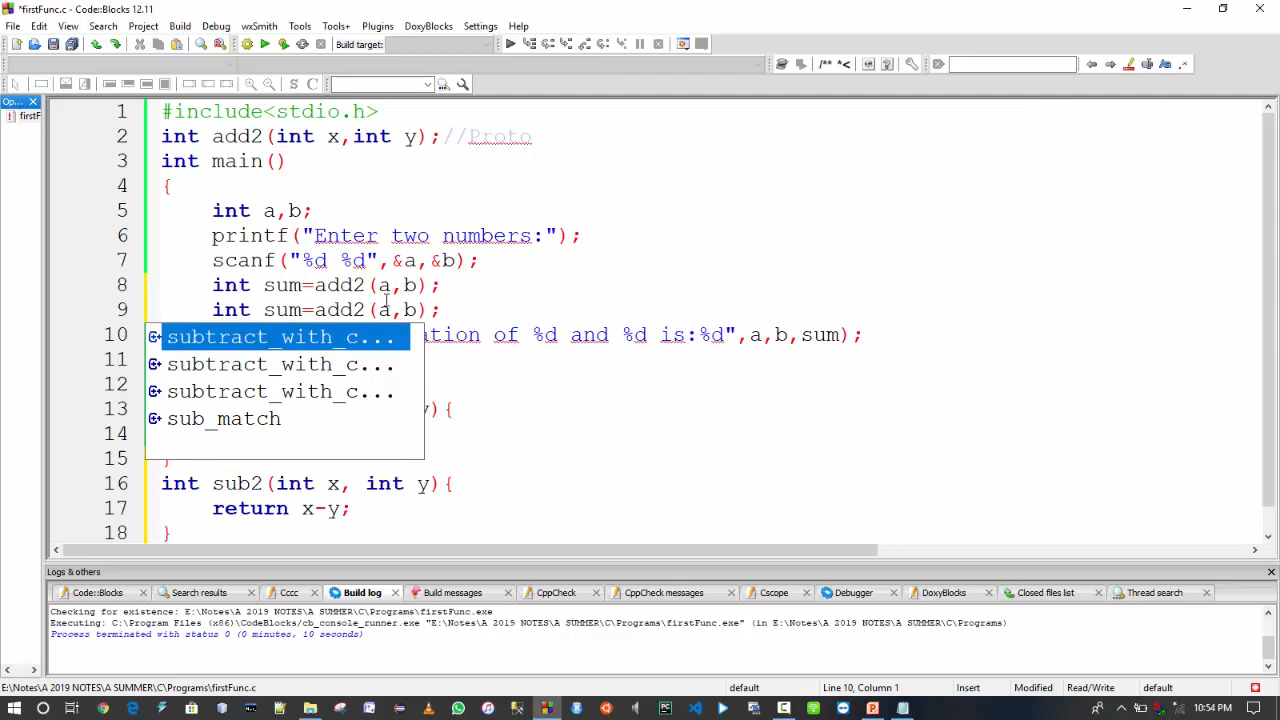 *firstFunc.c - Code::Blocks 12.11
File Edit View Search Project Build Debug wxSmith Tools Tools+ Plugins DoxyBlocks Settings Help
Build target:
/** *<
Op...
firstF
1 #include<stdio.h>
2 int add2(int x,int y);//Proto
3 int main()
4 {
5 int a,b;
6 printf("Enter two numbers:");
7 scanf("%d %d",&a,&b);
8 int sum=add2(a,b);
9 int sum=add2(a,b);
10 ation of %d and %d is:%d",a,b,sum);
11
12
13 y){
14
15 }
16 int sub2(int x, int y){
17 return x-y;
18 }
subtract_with_c...
subtract_with_c...
subtract_with_c...
sub_match
Logs & others
Code::Blocks Search results Cccc Build log Build messages CppCheck CppCheck messages Cscope Debugger DoxyBlocks Closed files list Thread search
Checking for existence: E:\Notes\A 2019 NOTES\A SUMMER\C\Programs\firstFunc.exe
Executing: C:\Program Files (x86)\CodeBlocks/cb_console_runner.exe "E:\Notes\A 2019 NOTES\A SUMMER\C\Programs\firstFunc.exe" (in E:\Notes\A 2019 NOTES\A SUMMER\C\Programs)
Process terminated with status 0 (0 minutes, 10 seconds)
E:\Notes\A 2019 NOTES\A SUMMER\C\Programs\firstFunc.c default Line 10, Column 1 Insert Modified Read/Write default
10:54 PM